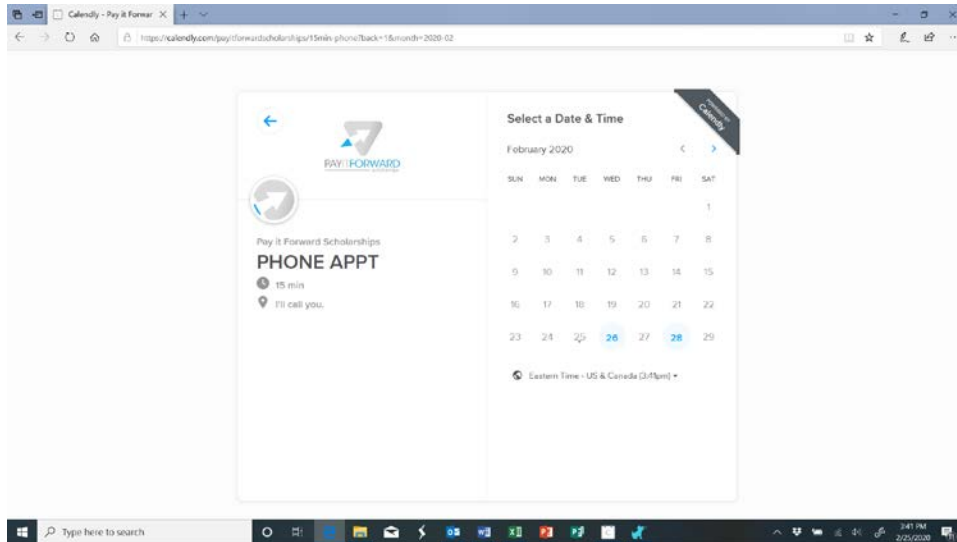 Calendly - Pay it Forwar
https://calendly.com/payitforwardscholarships/15min-phone?back=1&month=2020-02
POWERED BY
Calendly
PAYITFORWARD
Select a Date & Time
February 2020
SUN MON TUE WED THU FRI SAT
1
2 3 4 5 6 7 8
9 10 11 12 13 14 15
16 17 18 19 20 21 22
23 24 25 26 27 28 29
Eastern Time - US & Canada (3:41pm)
Pay it Forward Scholarships
PHONE APPT
15 min
I'll call you.
Type here to search
3:41 PM
2/25/2020